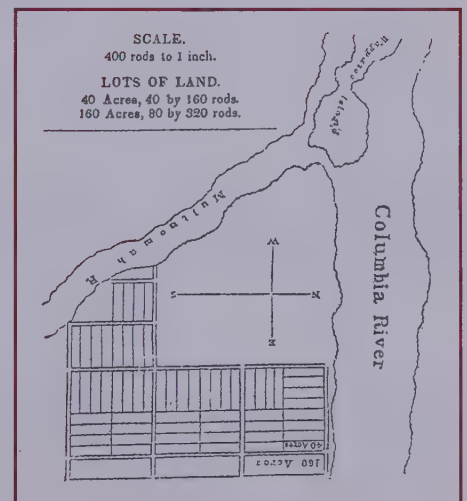 SCALE.
400 rods to 1 inch.
LOTS OF LAND.
40 Acres, 40 by 160 rods.
160 Acres, 80 by 320 rods.
Wappatoo
Island
Multnomah R.
Columbia River
W
S
N
E
40 Acres
160 Acres